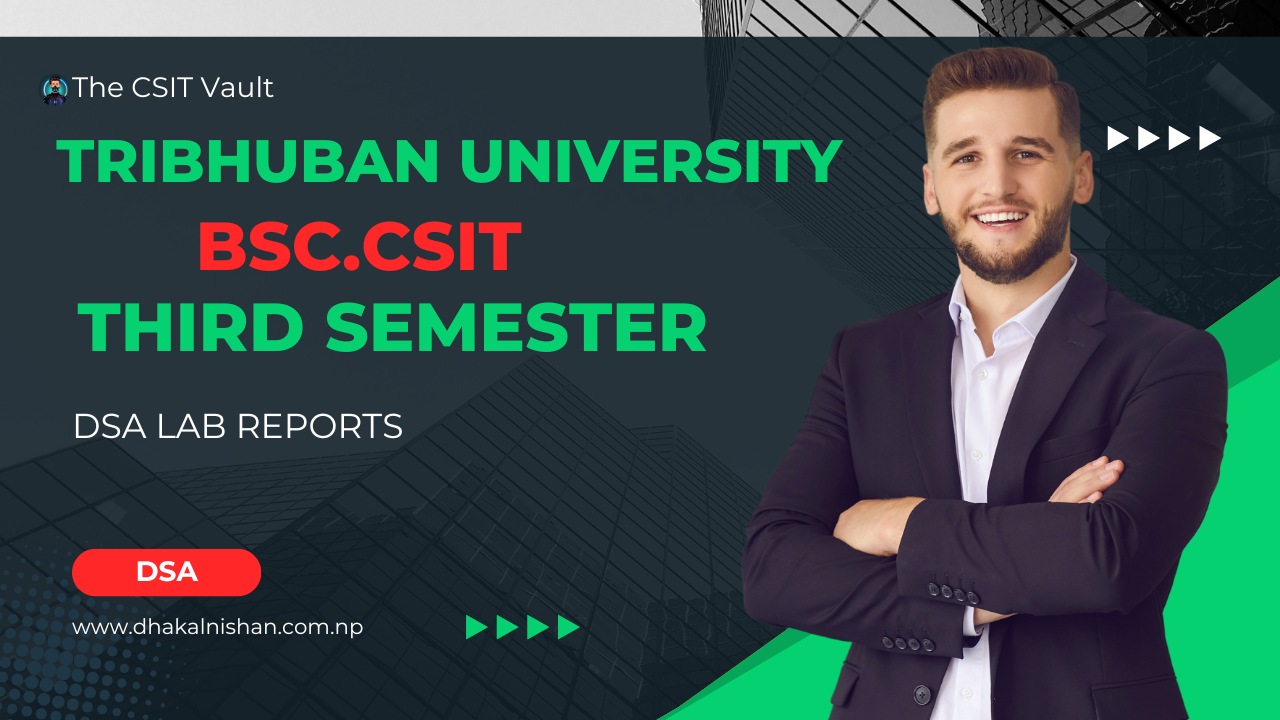 The CSIT Vault
TRIBHUBAN UNIVERSITY
BSC.CSIT
THIRD SEMESTER
DSA LAB REPORTS
DSA
www.dhakalnishan.com.np